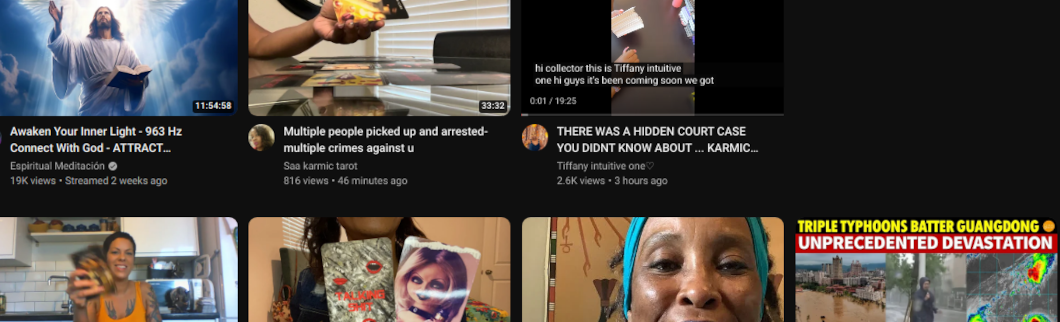 11:54:58
Awaken Your Inner Light - 963 Hz
Connect With God - ATTRACT...
Espiritual Meditación
19K views • Streamed 2 weeks ago
33:32
Multiple people picked up and arrested-
multiple crimes against u
Saa karmic tarot
816 views • 46 minutes ago
hi collector this is Tiffany intuitive
one hi guys it's been coming soon we got
0:01 / 19:25
THERE WAS A HIDDEN COURT CASE
YOU DIDNT KNOW ABOUT ... KARMIC...
Tiffany intuitive one♡
2.6K views • 3 hours ago
TRIPLE TYPHOONS BATTER GUANGDONG
UNPRECEDENTED DEVASTATION